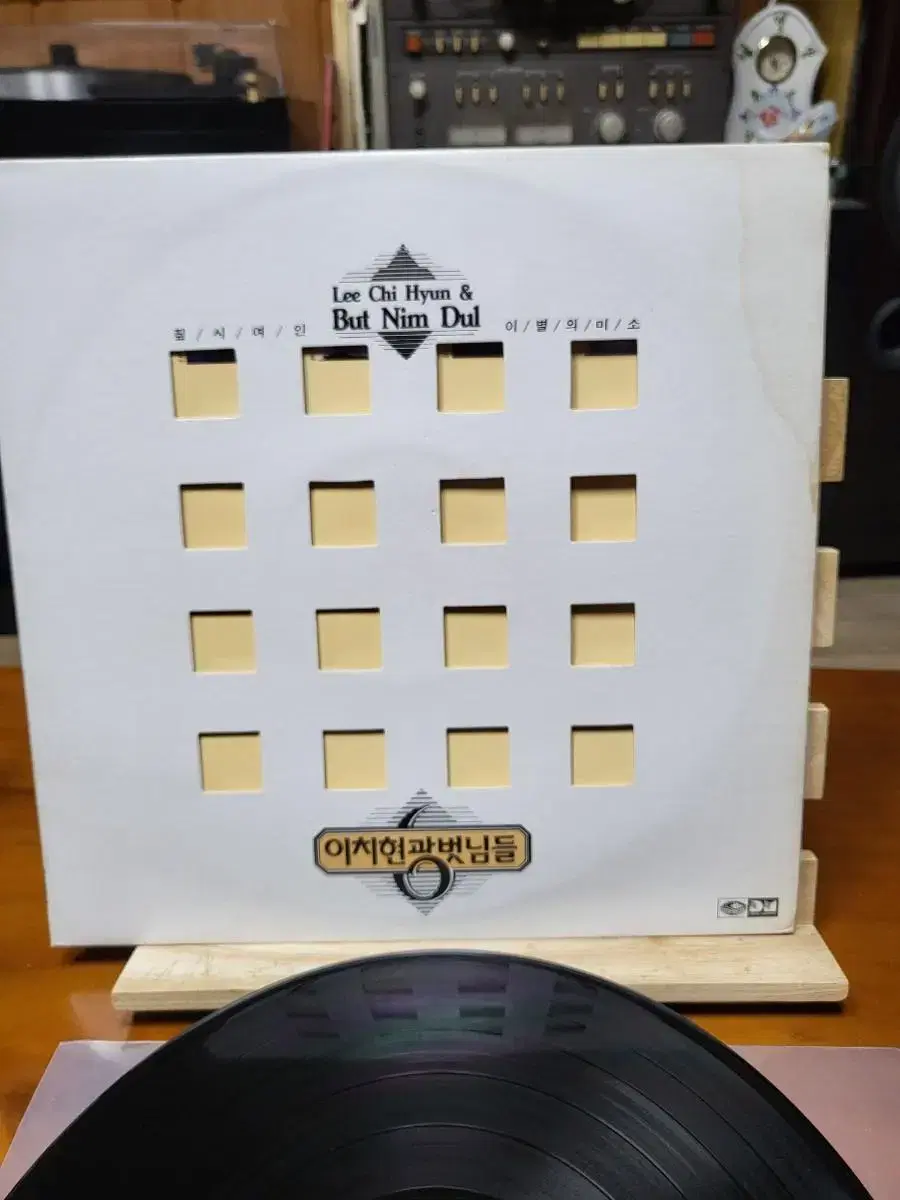 Lee Chi Hyun &
But Nim Dul
짚/시/여/인
이/별/의/미/소
6
이치현과벗님들